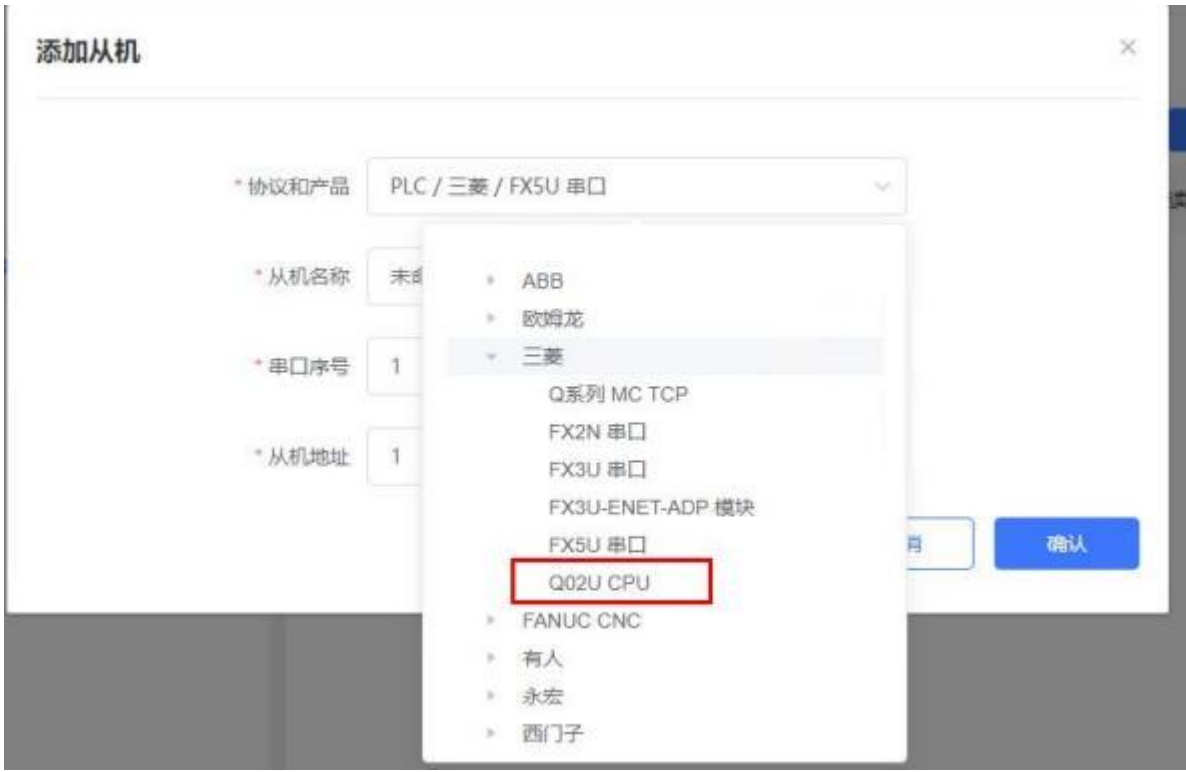 添加从机
*协议和产品 PLC / 三菱 / FX5U 串口
*从机名称
ABB
欧姆龙
*串口序号 1
三菱
Q系列 MC TCP
FX2N 串口
*从机地址 1
FX3U 串口
FX3U-ENET-ADP 模块
FX5U 串口
确认
Q02U CPU
FANUC CNC
有人
永宏
西门子